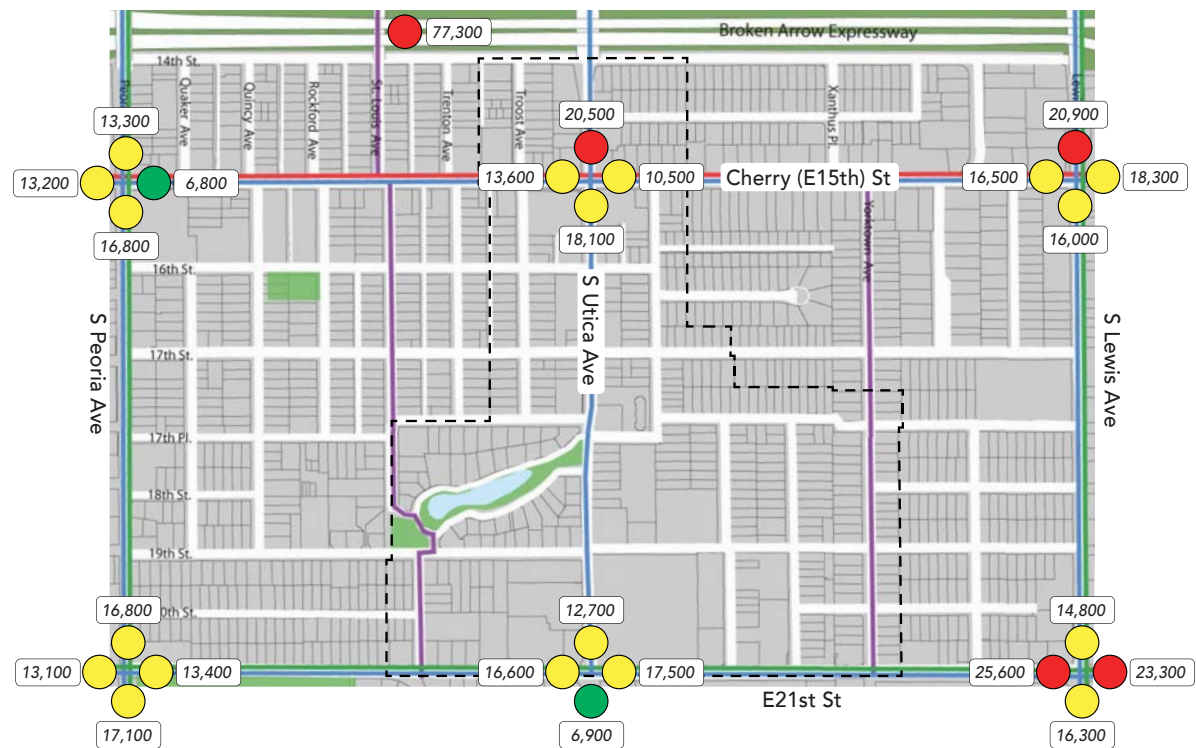 77,300
Broken Arrow Expressway
14th St.
Quaker Ave
Quincy Ave
Rockford Ave
St. Louis Ave
Trenton Ave
Troost Ave
Xanthus Pl.
13,300
20,500
20,900
13,200
6,800
13,600
10,500
Cherry (E15th) St
16,500
18,300
16,800
18,100
16,000
Yorktown Ave
16th St.
S Peoria Ave
S Utica Ave
S Lewis Ave
17th St.
17th Pl.
18th St.
19th St.
16,800
0th St.
12,700
14,800
13,100
13,400
16,600
17,500
25,600
23,300
E21st St
17,100
6,900
16,300